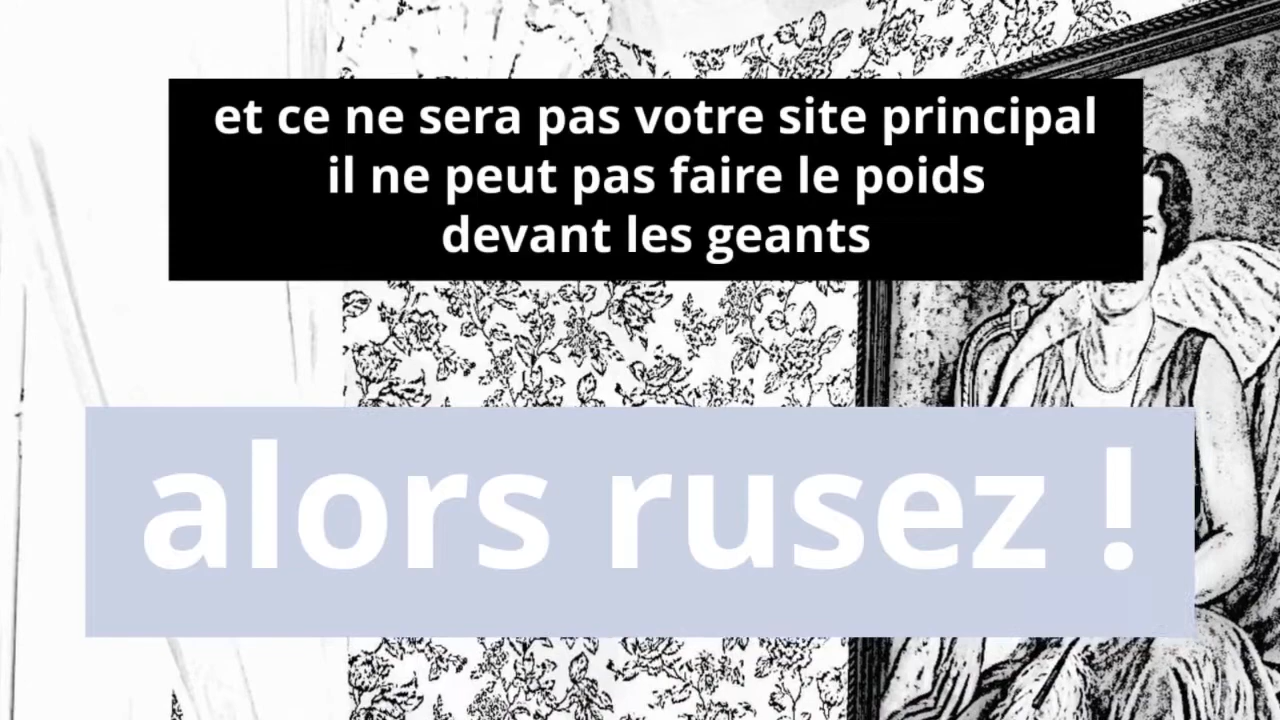 et ce ne sera pas votre site principal
il ne peut pas faire le poids
devant les geants
alors rusez !